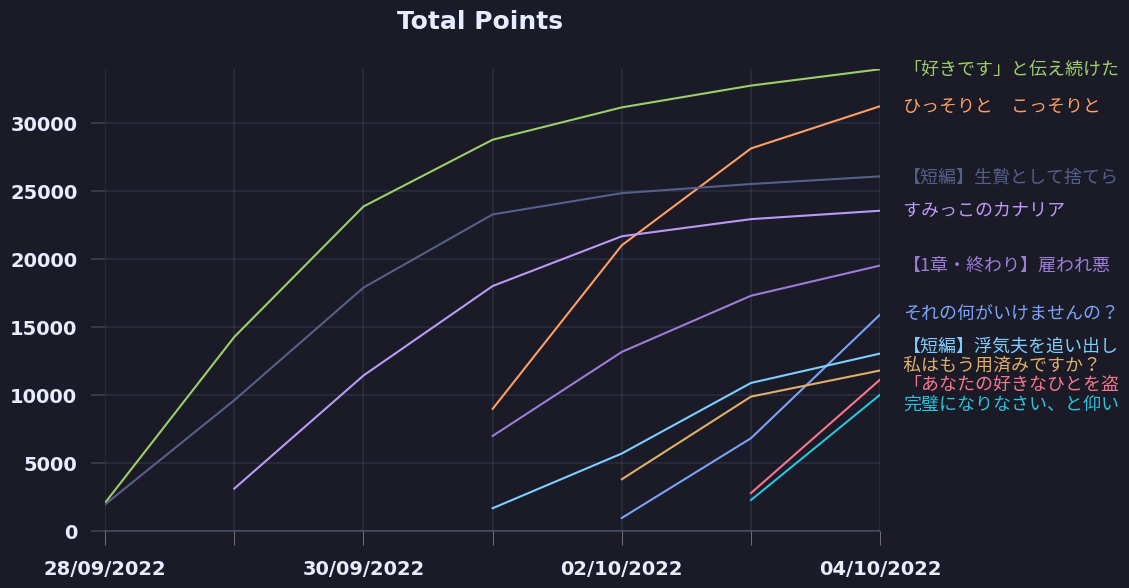 Total Points
30000
25000
20000
15000
10000
5000
0
28/09/2022
30/09/2022
02/10/2022
04/10/2022
「好きです」と伝え続けた
ひっそりと　こっそりと
【短編】生贄として捨てら
すみっこのカナリア
【1章・終わり】雇われ悪
それの何がいけませんの？
【短編】浮気夫を追い出し
私はもう用済みですか？
「あなたの好きなひとを盗
完璧になりなさい、と仰い